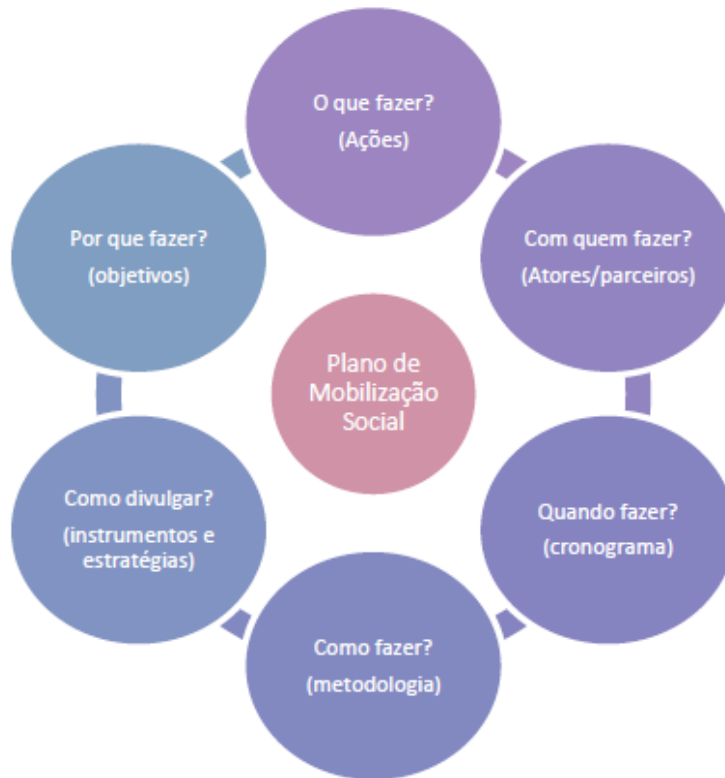 O que fazer?
(Ações)
Com quem fazer?
(Atores/parceiros)
Quando fazer?
(cronograma)
Como fazer?
(metodologia)
Como divulgar?
(instrumentos e
estratégias)
Por que fazer?
(objetivos)
Plano de
Mobilização
Social